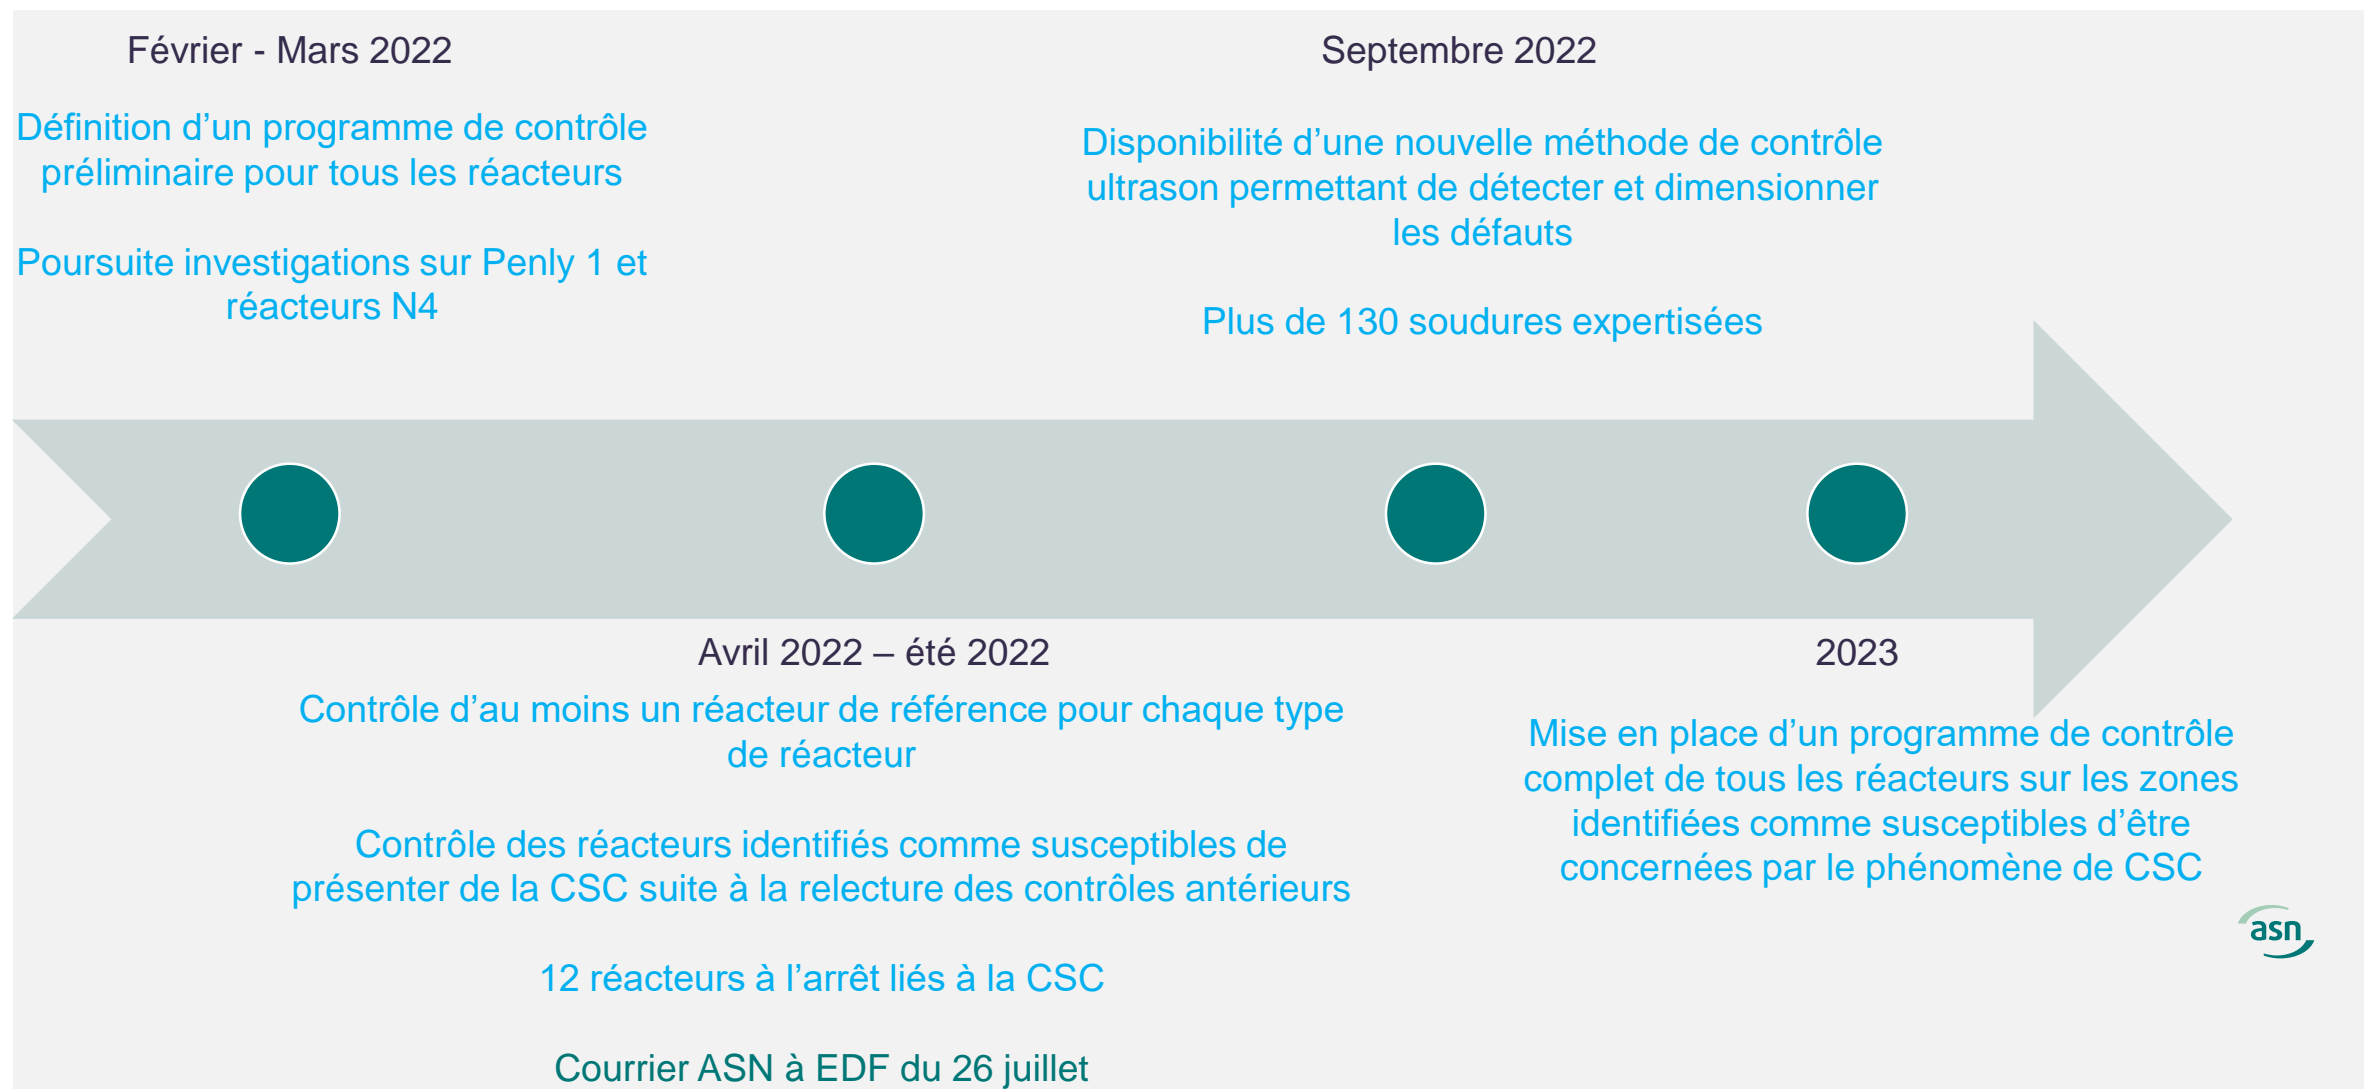 Février - Mars 2022
Définition d’un programme de contrôle
préliminaire pour tous les réacteurs
Poursuite investigations sur Penly 1 et
réacteurs N4
Avril 2022 – été 2022
Contrôle d’au moins un réacteur de référence pour chaque type
de réacteur
Contrôle des réacteurs identifiés comme susceptibles de
présenter de la CSC suite à la relecture des contrôles antérieurs
12 réacteurs à l’arrêt liés à la CSC
Courrier ASN à EDF du 26 juillet
Septembre 2022
Disponibilité d’une nouvelle méthode de contrôle
ultrason permettant de détecter et dimensionner
les défauts
Plus de 130 soudures expertisées
2023
Mise en place d’un programme de contrôle
complet de tous les réacteurs sur les zones
identifiées comme susceptibles d’être
concernées par le phénomène de CSC
asn